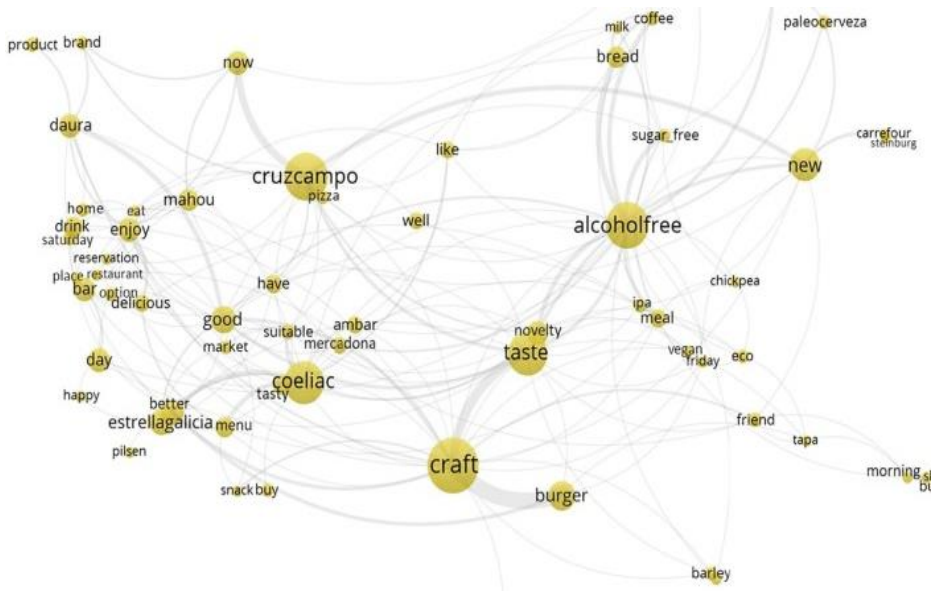 coffee
milk
paleocerveza
product
brand
bread
now
daura
sugar_free
carrefour
steinburg
like
new
cruzcampo
pizza
mahou
home
eat
drink
enjoy
saturday
well
alcoholfree
reservation
place
restaurant
bar
option
delicious
have
chickpea
ipa
meal
good
suitable
ambar
market
mercadona
novelty
taste
vegan
friday
eco
day
coeliac
tasty
happy
better
estrellagalicia
menu
friend
tapa
pilsen
craft
morning
snack
buy
burger
barley